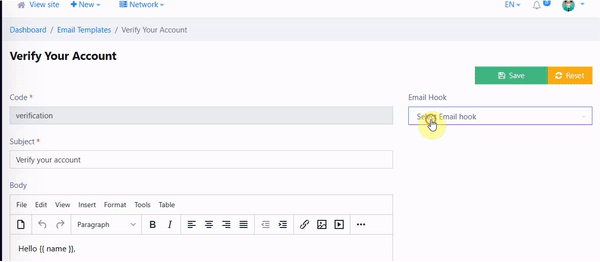 View site + New Network EN
Dashboard / Email Templates / Verify Your Account
Verify Your Account
Save Reset
Code * Email Hook
verification Select Email hook
Subject *
Verify your account
Body
File Edit View Insert Format Tools Table
Paragraph B I
Hello {{ name }},